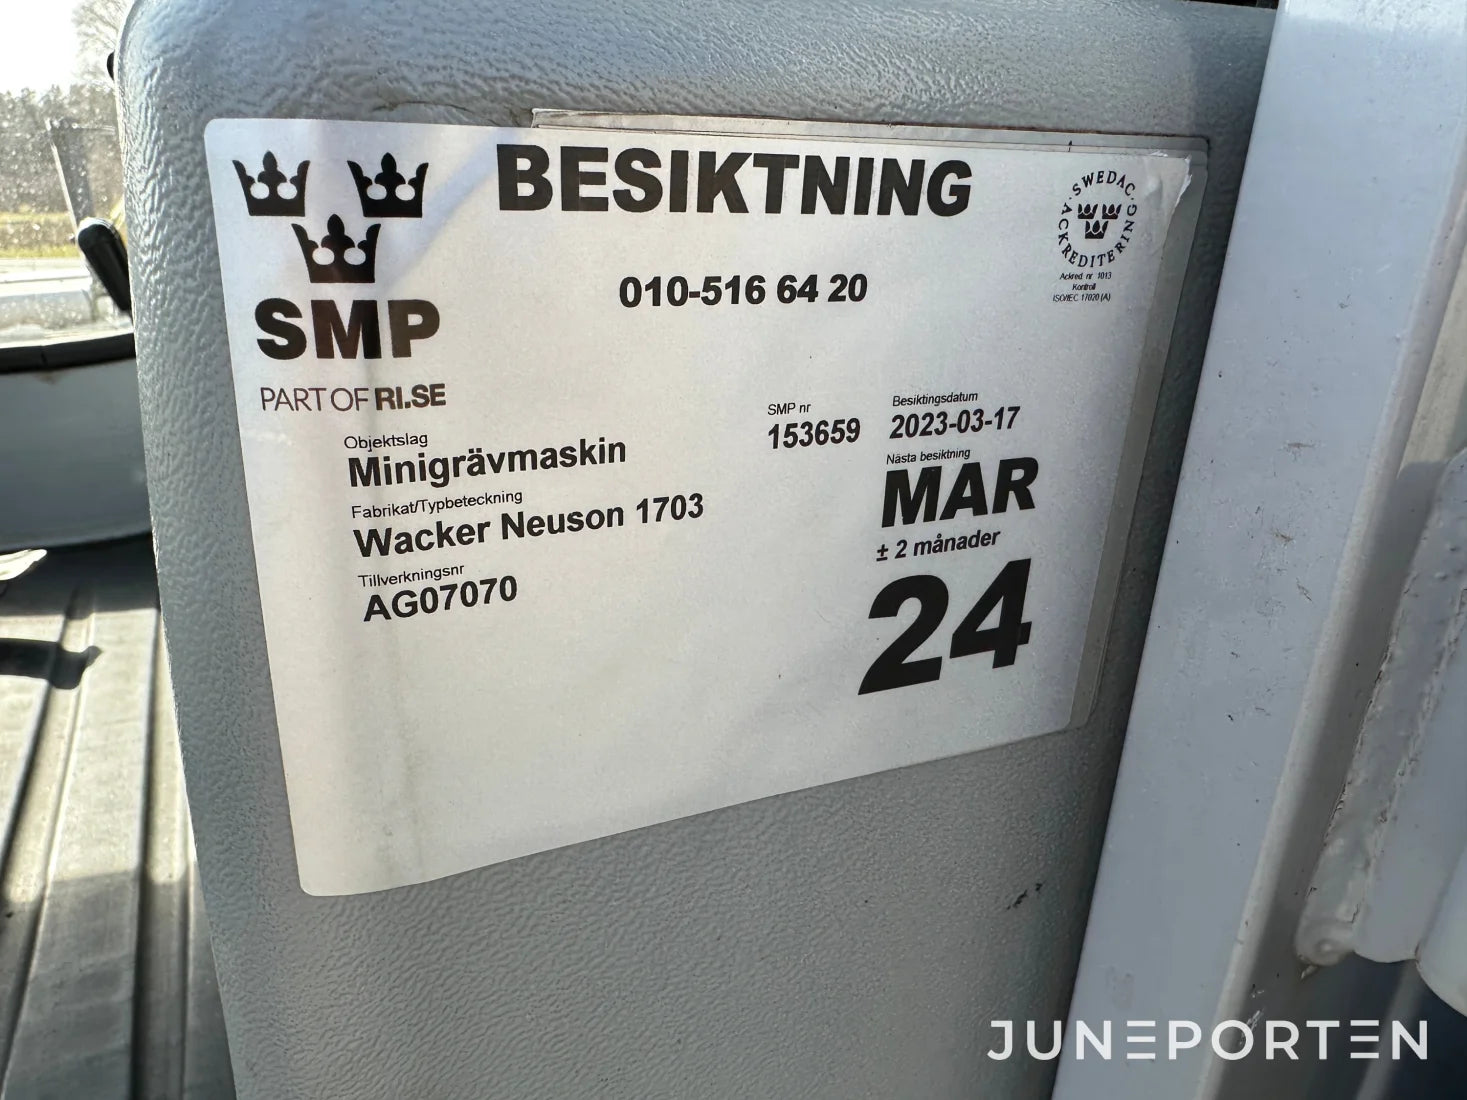 BESIKTNING
010-516 64 20
SMP
PART OF RI.SE
SWEDAC
ACKREDITERING
Ackred nr 1013
Kontroll
ISO/IEC 17020 (A)
Objektslag
Minigrävmaskin
Fabrikat/Typbeteckning
Wacker Neuson 1703
Tillverkningsnr
AG07070
SMP nr
153659
Besiktingsdatum
2023-03-17
Nästa besiktning
MAR
± 2 månader
24
JUNEPORTEN